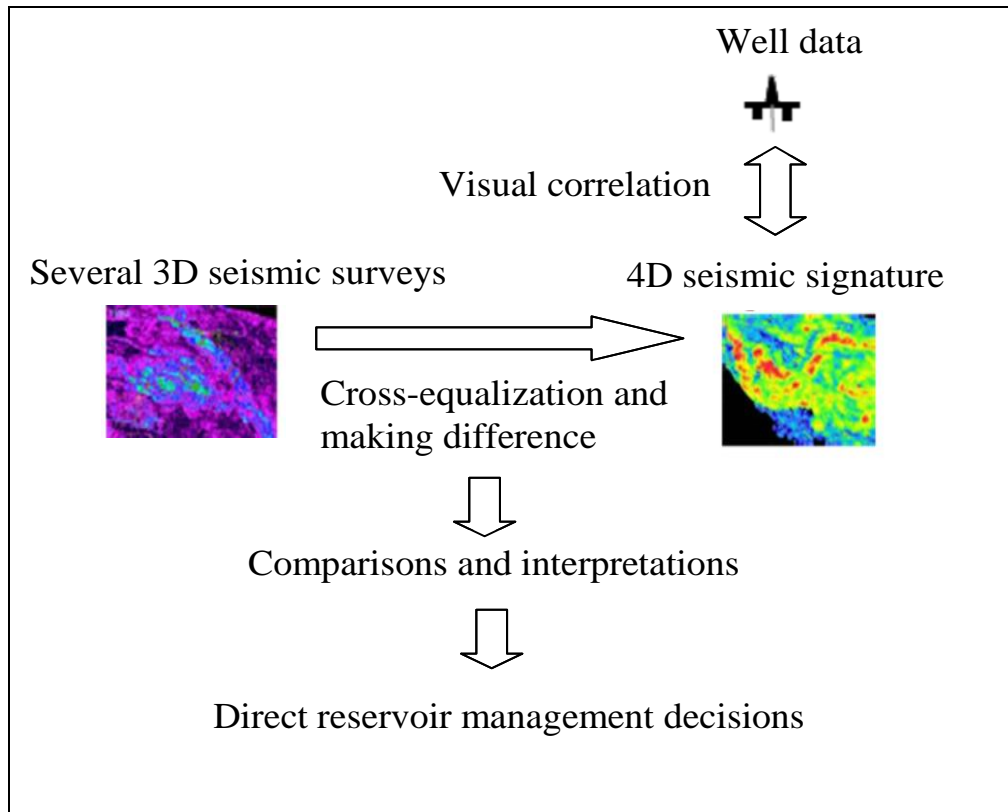 Well data
Visual correlation
Several 3D seismic surveys
4D seismic signature
Cross-equalization and
making difference
Comparisons and interpretations
Direct reservoir management decisions